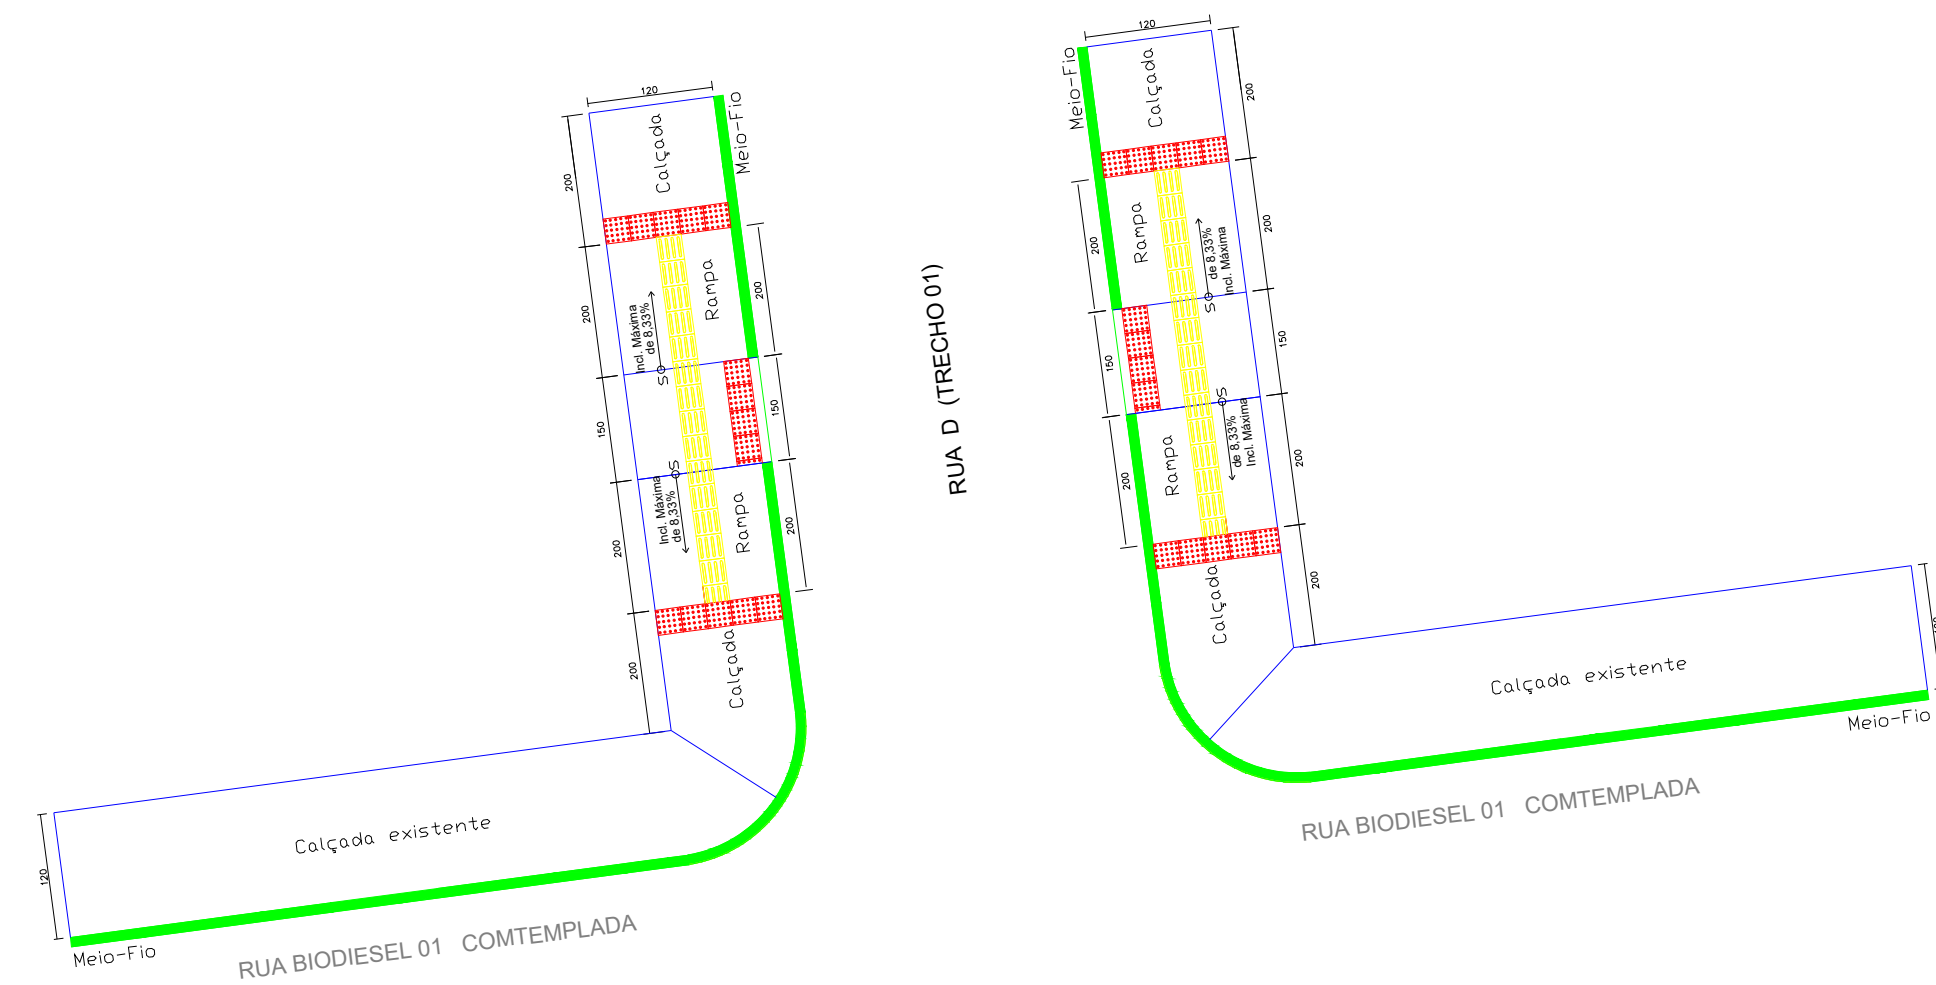 120
Meio-Fio
Calçada
200
Rampa
200
200
Incl. Máxima
de 8,33%
S
150
150
S
Incl. Máxima
de 8,33%
Rampa
200
200
Calçada
200
Calçada existente
120
Meio-Fio
RUA BIODIESEL 01 COMTEMPLADA
RUA D (TRECHO 01)
120
Meio-Fio
Calçada
200
Rampa
200
200
Incl. Máxima
de 8,33%
S
150
150
S
Incl. Máxima
de 8,33%
Rampa
200
200
Calçada
200
Calçada existente
Meio-Fio
RUA BIODIESEL 01 COMTEMPLADA